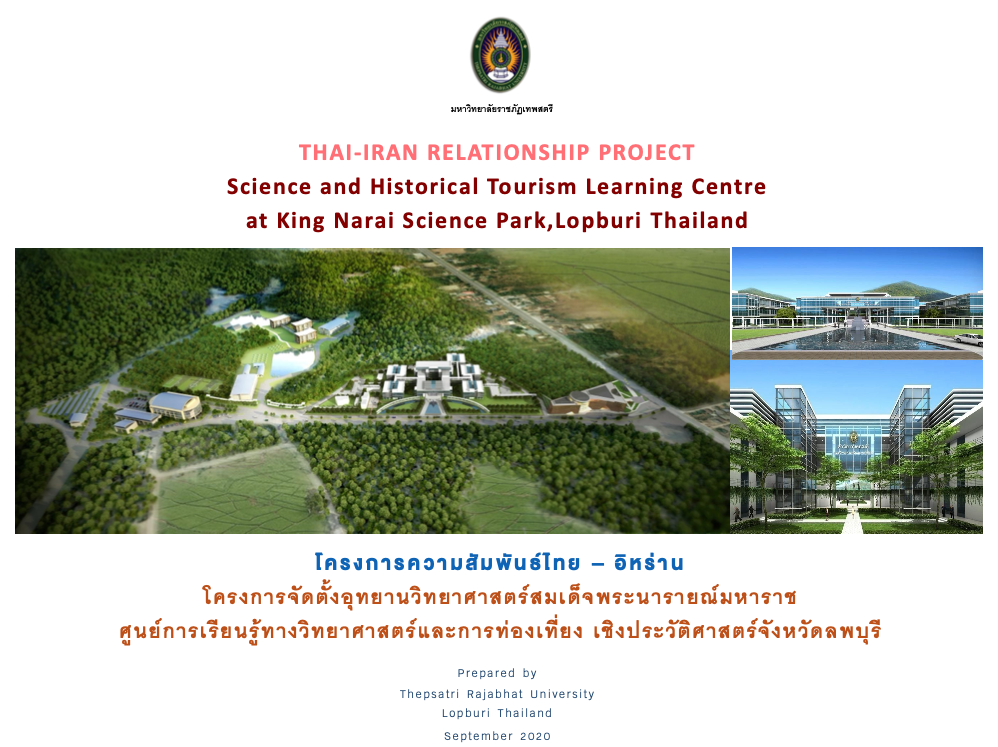 มหาวิทยาลัยราชภัฏเทพสตรี
THAI-IRAN RELATIONSHIP PROJECT
Science and Historical Tourism Learning Centre
at King Narai Science Park,Lopburi Thailand
โครงการความสัมพันธ์ไทย – อิหร่าน
โครงการจัดตั้งอุทยานวิทยาศาสตร์สมเด็จพระนารายณ์มหาราช
ศูนย์การเรียนรู้ทางวิทยาศาสตร์และการท่องเที่ยง เชิงประวัติศาสตร์จังหวัดลพบุรี
Prepared by
Thepsatri Rajabhat University
Lopburi Thailand
September 2020